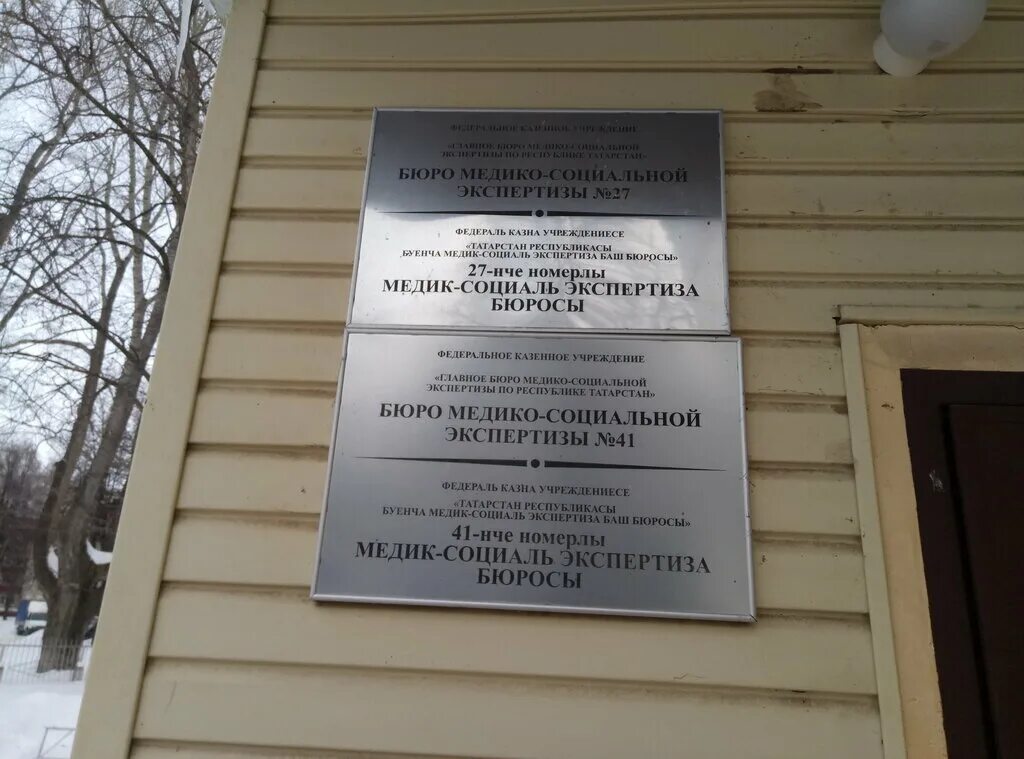 ФЕДЕРАЛЬНОЕ КАЗЕННОЕ УЧРЕЖДЕНИЕ
«ГЛАВНОЕ БЮРО МЕДИКО-СОЦИАЛЬНОЙ
ЭКСПЕРТИЗЫ ПО РЕСПУБЛИКЕ ТАТАРСТАН»
БЮРО МЕДИКО-СОЦИАЛЬНОЙ
ЭКСПЕРТИЗЫ №27
ФЕДЕРАЛЬ КАЗНА УЧРЕЖДЕНИЕСЕ
«ТАТАРСТАН РЕСПУБЛИКАСЫ
БУЕНЧА МЕДИК-СОЦИАЛЬ ЭКСПЕРТИЗА БАШ БЮРОСЫ»
27-нче номерлы
МЕДИК-СОЦИАЛЬ ЭКСПЕРТИЗА
БЮРОСЫ
ФЕДЕРАЛЬНОЕ КАЗЕННОЕ УЧРЕЖДЕНИЕ
«ГЛАВНОЕ БЮРО МЕДИКО-СОЦИАЛЬНОЙ
ЭКСПЕРТИЗЫ ПО РЕСПУБЛИКЕ ТАТАРСТАН»
БЮРО МЕДИКО-СОЦИАЛЬНОЙ
ЭКСПЕРТИЗЫ №41
ФЕДЕРАЛЬ КАЗНА УЧРЕЖДЕНИЕСЕ
«ТАТАРСТАН РЕСПУБЛИКАСЫ
БУЕНЧА МЕДИК-СОЦИАЛЬ ЭКСПЕРТИЗА БАШ БЮРОСЫ»
41-нче номерлы
МЕДИК-СОЦИАЛЬ ЭКСПЕРТИЗА
БЮРОСЫ